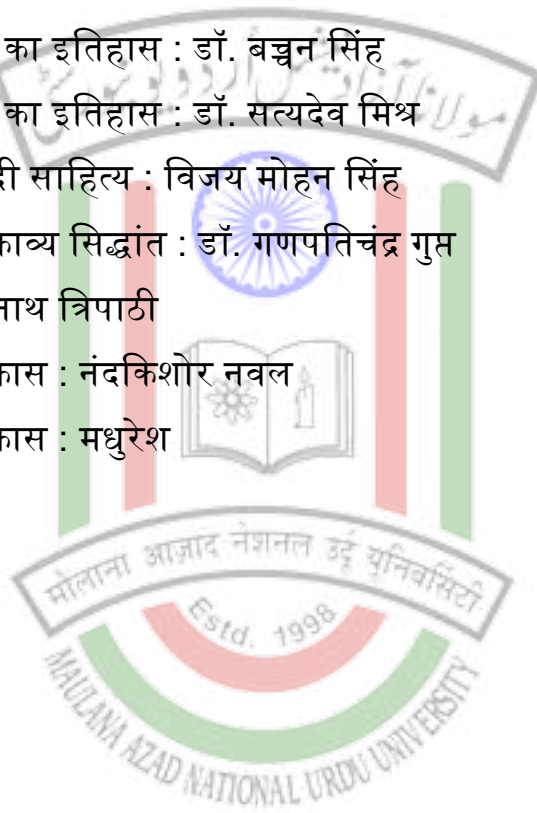 का इतिहास : डॉ. बच्चन सिंह
का इतिहास : डॉ. सत्यदेव मिश्र
दी साहित्य : विजय मोहन सिंह
काव्य सिद्धांत : डॉ. गणपतिचंद्र गुप्त
नाथ त्रिपाठी
कास : नंदकिशोर नवल
कास : मधुरेश
मौलाना आज़ाद नेशनल उर्दू यूनिवर्सिटी
Estd. 1998
MAULANA AZAD NATIONAL URDU UNIVERSITY